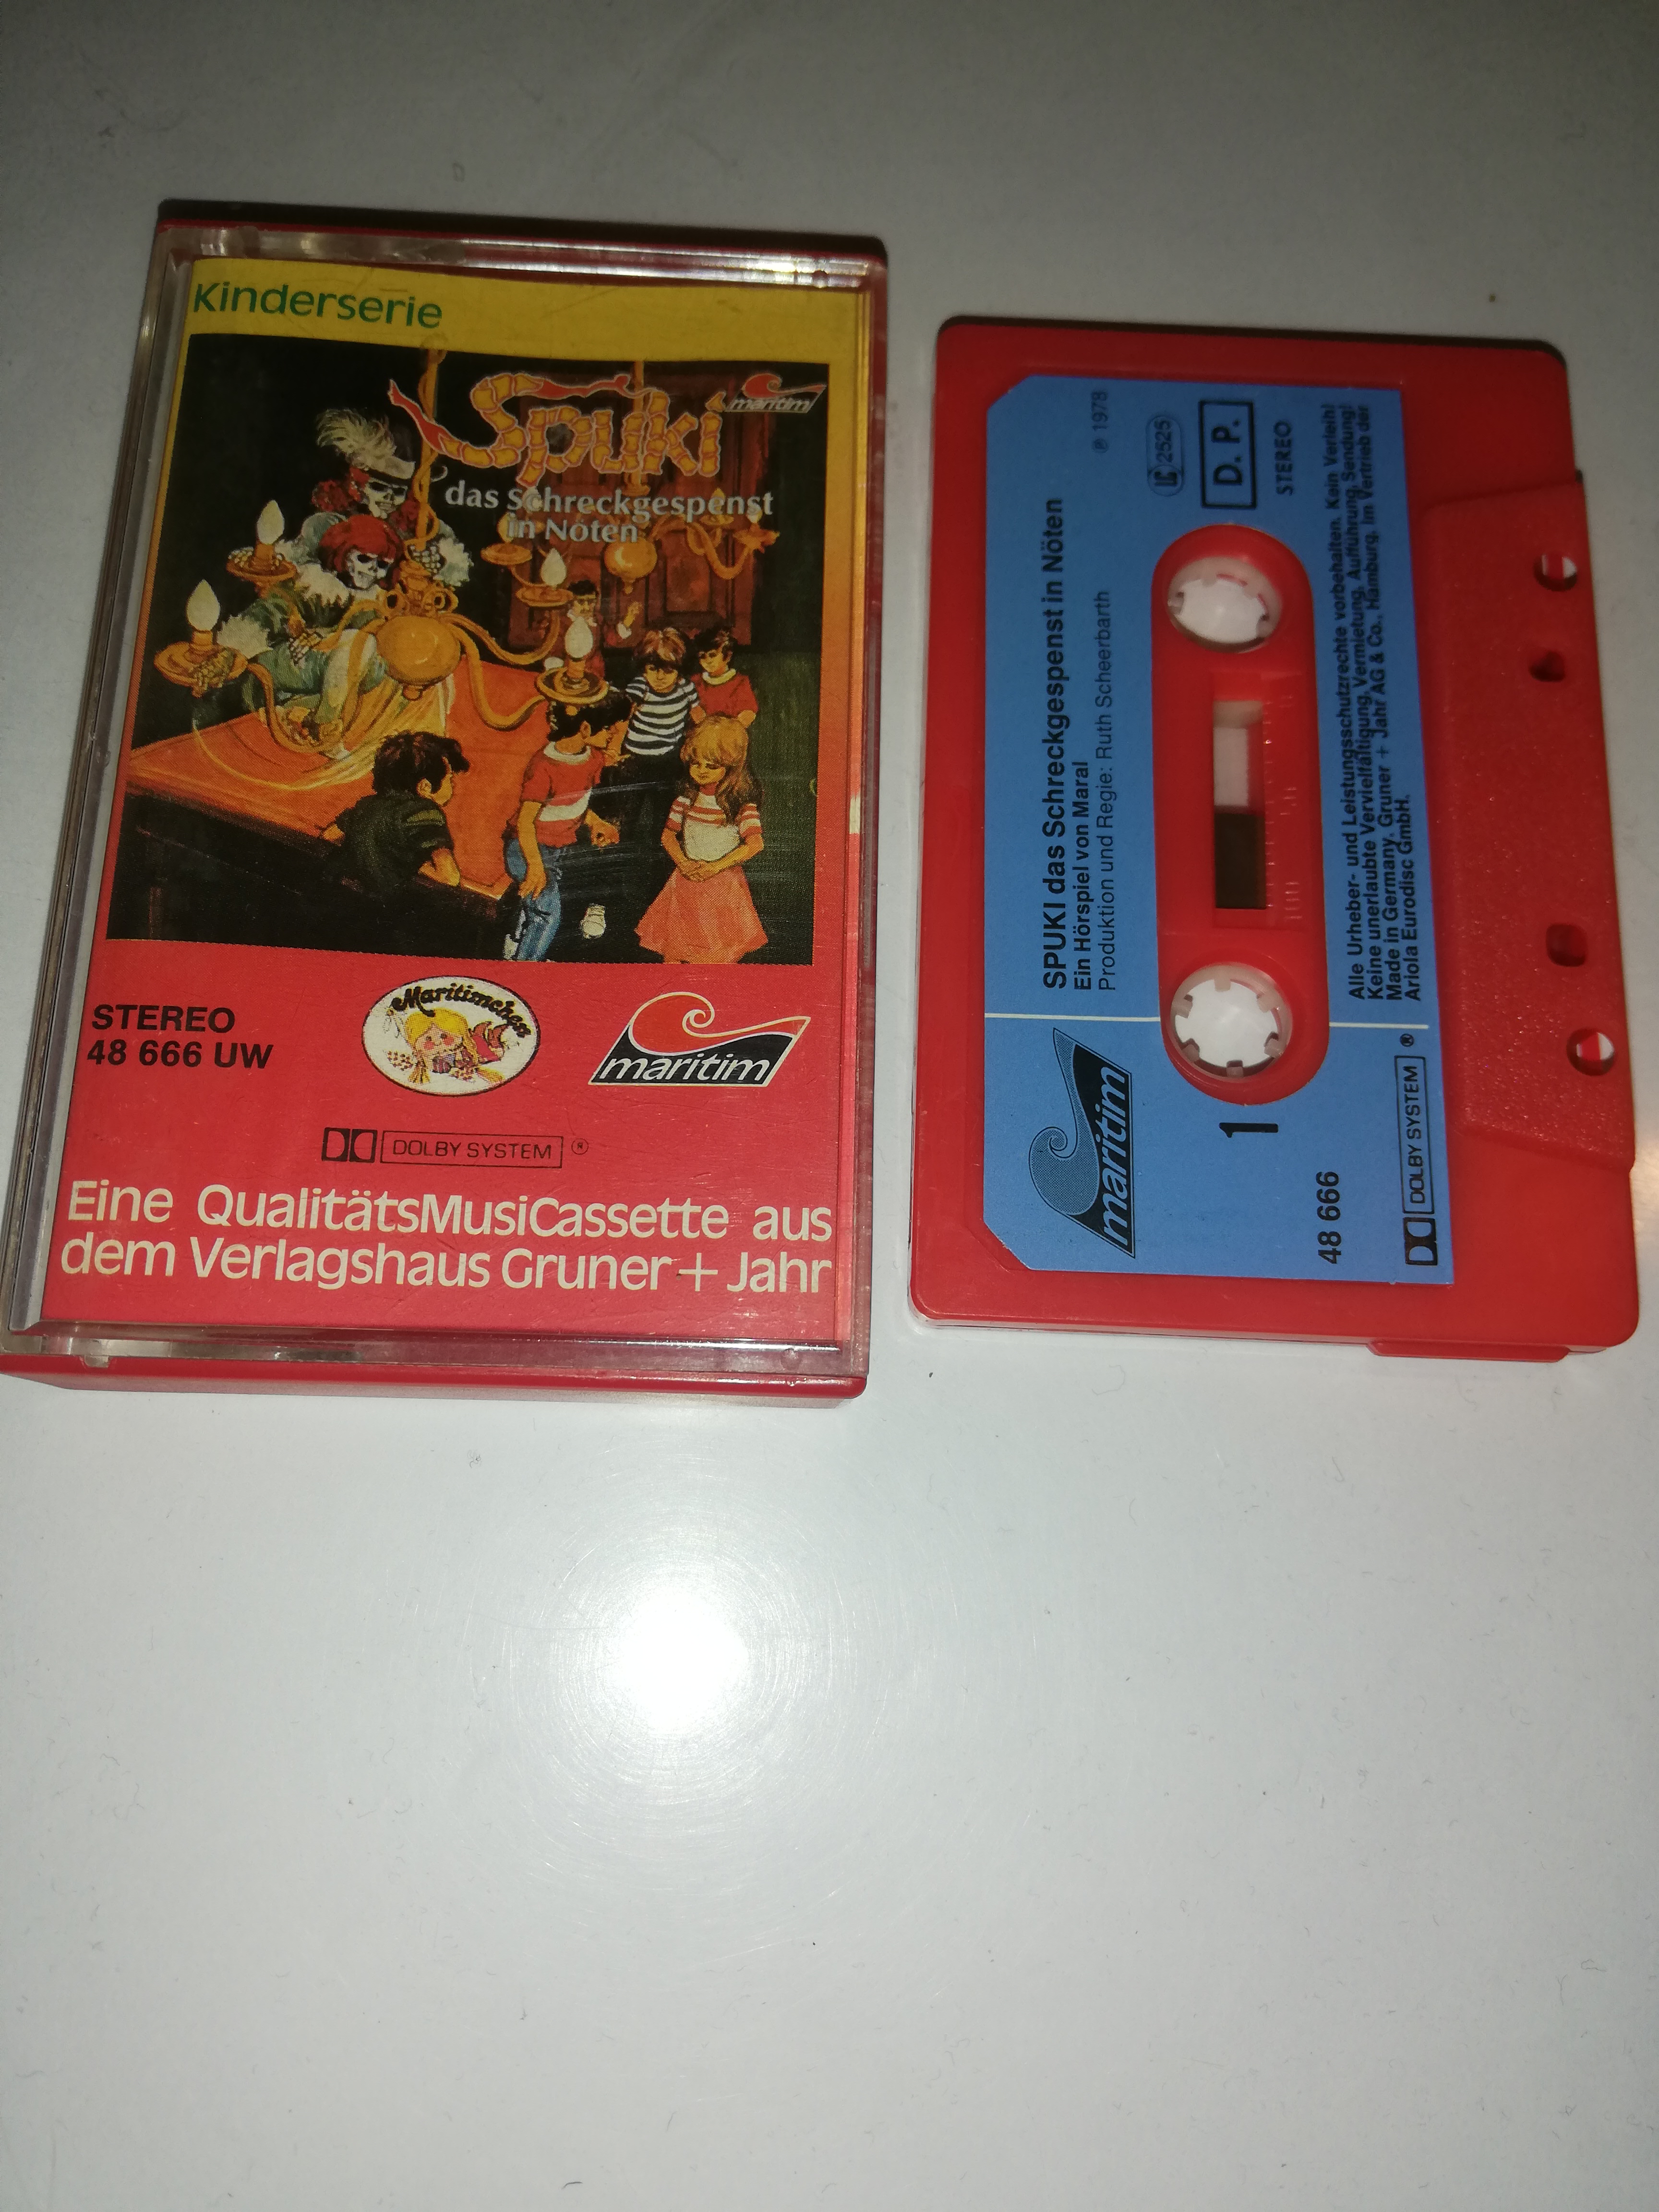 Kinderserie
Spuki
maritim
das Schreckgespenst
in Nöten
STEREO
48 666 UW
Maritimchen
maritim
DOLBY SYSTEM ®
Eine QualitätsMusiCassette aus
dem Verlagshaus Gruner + Jahr
maritim
SPUKI das Schreckgespenst in Nöten
Ein Hörspiel von Maral
Produktion und Regie: Ruth Scheerbarth
℗ 1978
1
LC 2525
D. P.
STEREO
48 666
DOLBY SYSTEM ®
Alle Urheber- und Leistungsschutzrechte vorbehalten. Kein Verleih!
Keine unerlaubte Vervielfältigung, Vermietung, Aufführung, Sendung!
Made in Germany. Gruner + Jahr AG & Co., Hamburg. Im Vertrieb der
Ariola Eurodisc GmbH.
100 50